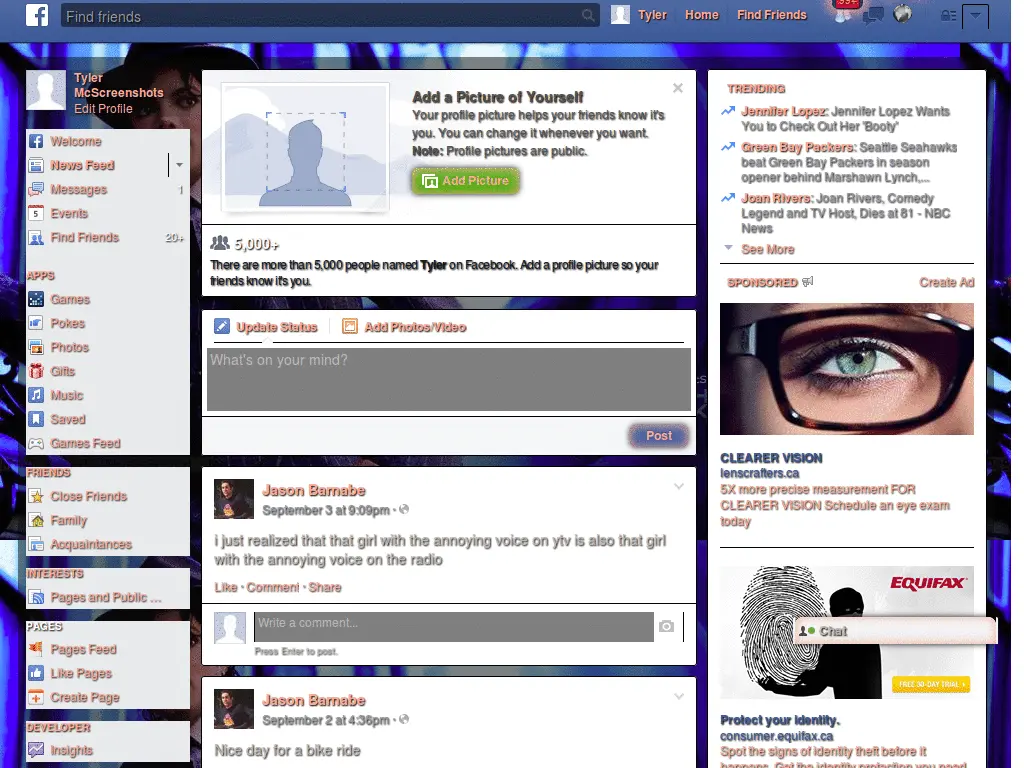 Find friends
Tyler
Home
Find Friends
99+
Tyler
McScreenshots
Edit Profile
Welcome
News Feed
Messages 1
5 Events
Find Friends 20+
APPS
Games
Pokes
Photos
Gifts
Music
Saved
Games Feed
FRIENDS
Close Friends
Family
Acquaintances
INTERESTS
Pages and Public ...
PAGES
Pages Feed
Like Pages
Create Page
DEVELOPER
Insights
Add a Picture of Yourself
Your profile picture helps your friends know it's
you. You can change it whenever you want.
Note: Profile pictures are public.
Add Picture
5,000+
There are more than 5,000 people named Tyler on Facebook. Add a profile picture so your
friends know it's you.
Update Status
Add Photos/Video
What's on your mind?
Post
Jason Barnabe
September 3 at 9:09pm ·
i just realized that that girl with the annoying voice on ytv is also that girl
with the annoying voice on the radio
Like · Comment · Share
Write a comment...
Press Enter to post.
Jason Barnabe
September 2 at 4:36pm ·
Nice day for a bike ride
TRENDING
Jennifer Lopez: Jennifer Lopez Wants
You to Check Out Her 'Booty'
Green Bay Packers: Seattle Seahawks
beat Green Bay Packers in season
opener behind Marshawn Lynch,...
Joan Rivers: Joan Rivers, Comedy
Legend and TV Host, Dies at 81 - NBC
News
See More
SPONSORED
Create Ad
CLEARER VISION
lenscrafters.ca
5X more precise measurement FOR
CLEARER VISION Schedule an eye exam
today
EQUIFAX
Chat
FREE 30-DAY TRIAL
Protect your identity.
consumer.equifax.ca
Spot the signs of identity theft before it
happens. Get the identity protection you need